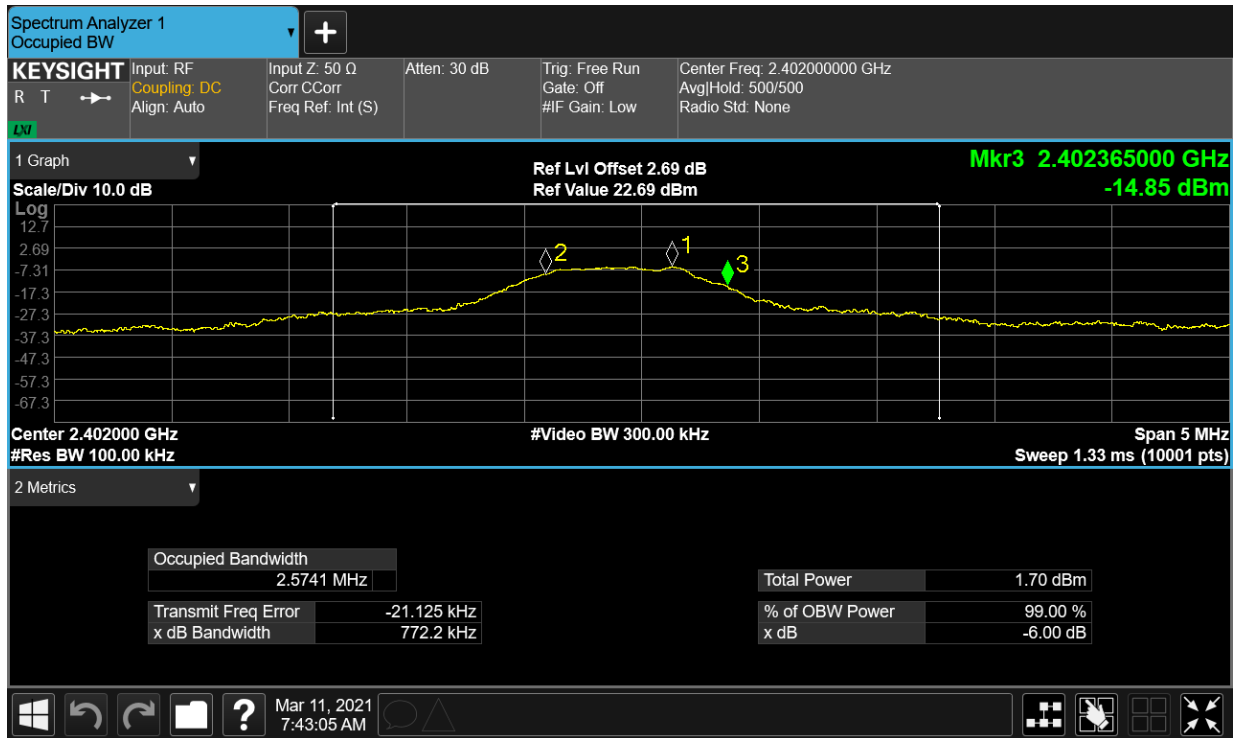 Spectrum Analyzer 1
Occupied BW
KEYSIGHT
R T
LXI
Input: RF
Coupling: DC
Align: Auto
Input Z: 50 Ω
Corr CCorr
Freq Ref: Int (S)
Atten: 30 dB
Trig: Free Run
Gate: Off
#IF Gain: Low
Center Freq: 2.402000000 GHz
Avg|Hold: 500/500
Radio Std: None
1 Graph
Scale/Div 10.0 dB
Ref Lvl Offset 2.69 dB
Ref Value 22.69 dBm
Mkr3 2.402365000 GHz
-14.85 dBm
Log
12.7
2.69
-7.31
-17.3
-27.3
-37.3
-47.3
-57.3
-67.3
2
1
3
Center 2.402000 GHz
#Res BW 100.00 kHz
#Video BW 300.00 kHz
Span 5 MHz
Sweep 1.33 ms (10001 pts)
2 Metrics
Occupied Bandwidth
2.5741 MHz
Transmit Freq Error -21.125 kHz
x dB Bandwidth 772.2 kHz
Total Power 1.70 dBm
% of OBW Power 99.00 %
x dB -6.00 dB
?
Mar 11, 2021
7:43:05 AM